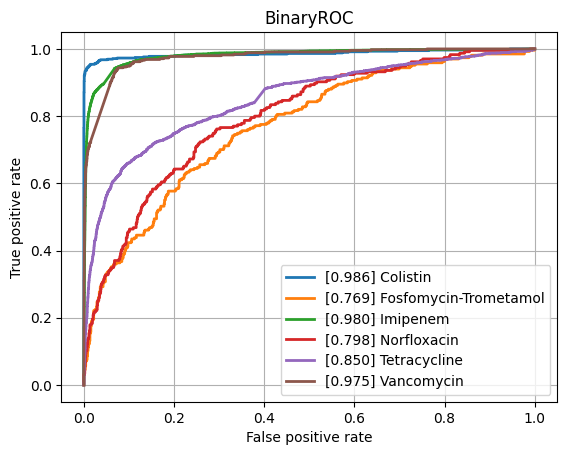 BinaryROC
True positive rate
1.0
0.8
0.6
0.4
0.2
0.0
[0.986] Colistin
[0.769] Fosfomycin-Trometamol
[0.980] Imipenem
[0.798] Norfloxacin
[0.850] Tetracycline
[0.975] Vancomycin
0.0 0.2 0.4 0.6 0.8 1.0
False positive rate